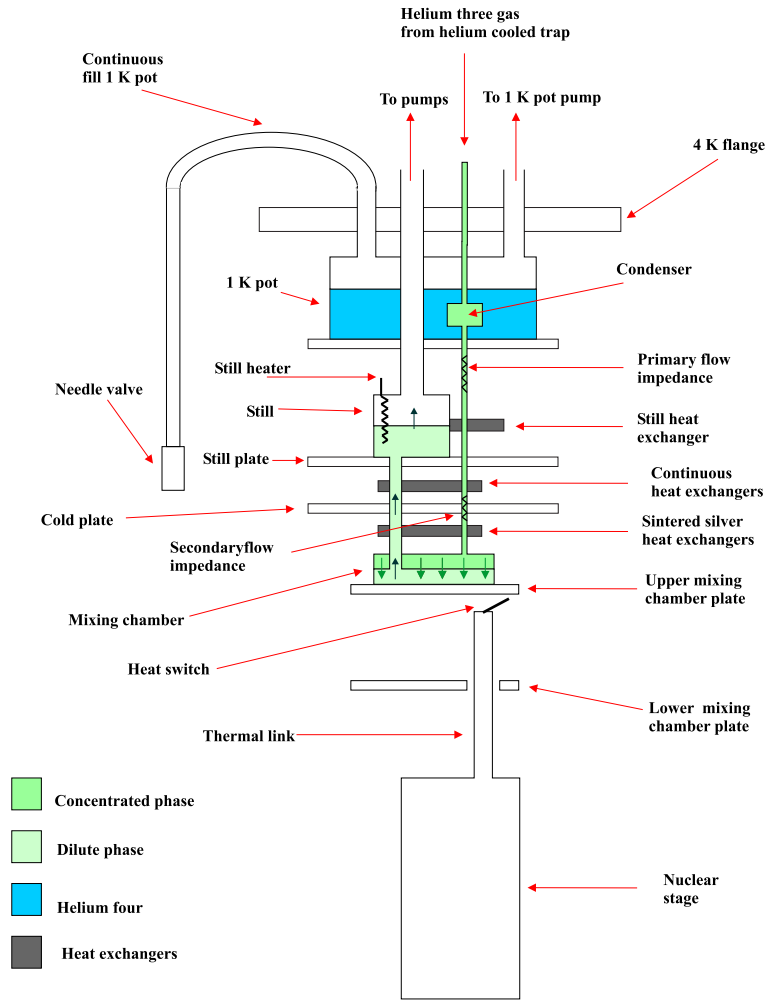 Helium three gas
from helium cooled trap
Continuous
fill 1 K pot
To pumps
To 1 K pot pump
4 K flange
1 K pot
Condenser
Still heater
Primary flow
impedance
Needle valve
Still
Still heat
exchanger
Still plate
Continuous
heat exchangers
Cold plate
Sintered silver
heat exchangers
Secondaryflow
impedance
Upper mixing
chamber plate
Mixing chamber
Heat switch
Lower mixing
chamber plate
Thermal link
Concentrated phase
Dilute phase
Nuclear
stage
Helium four
Heat exchangers